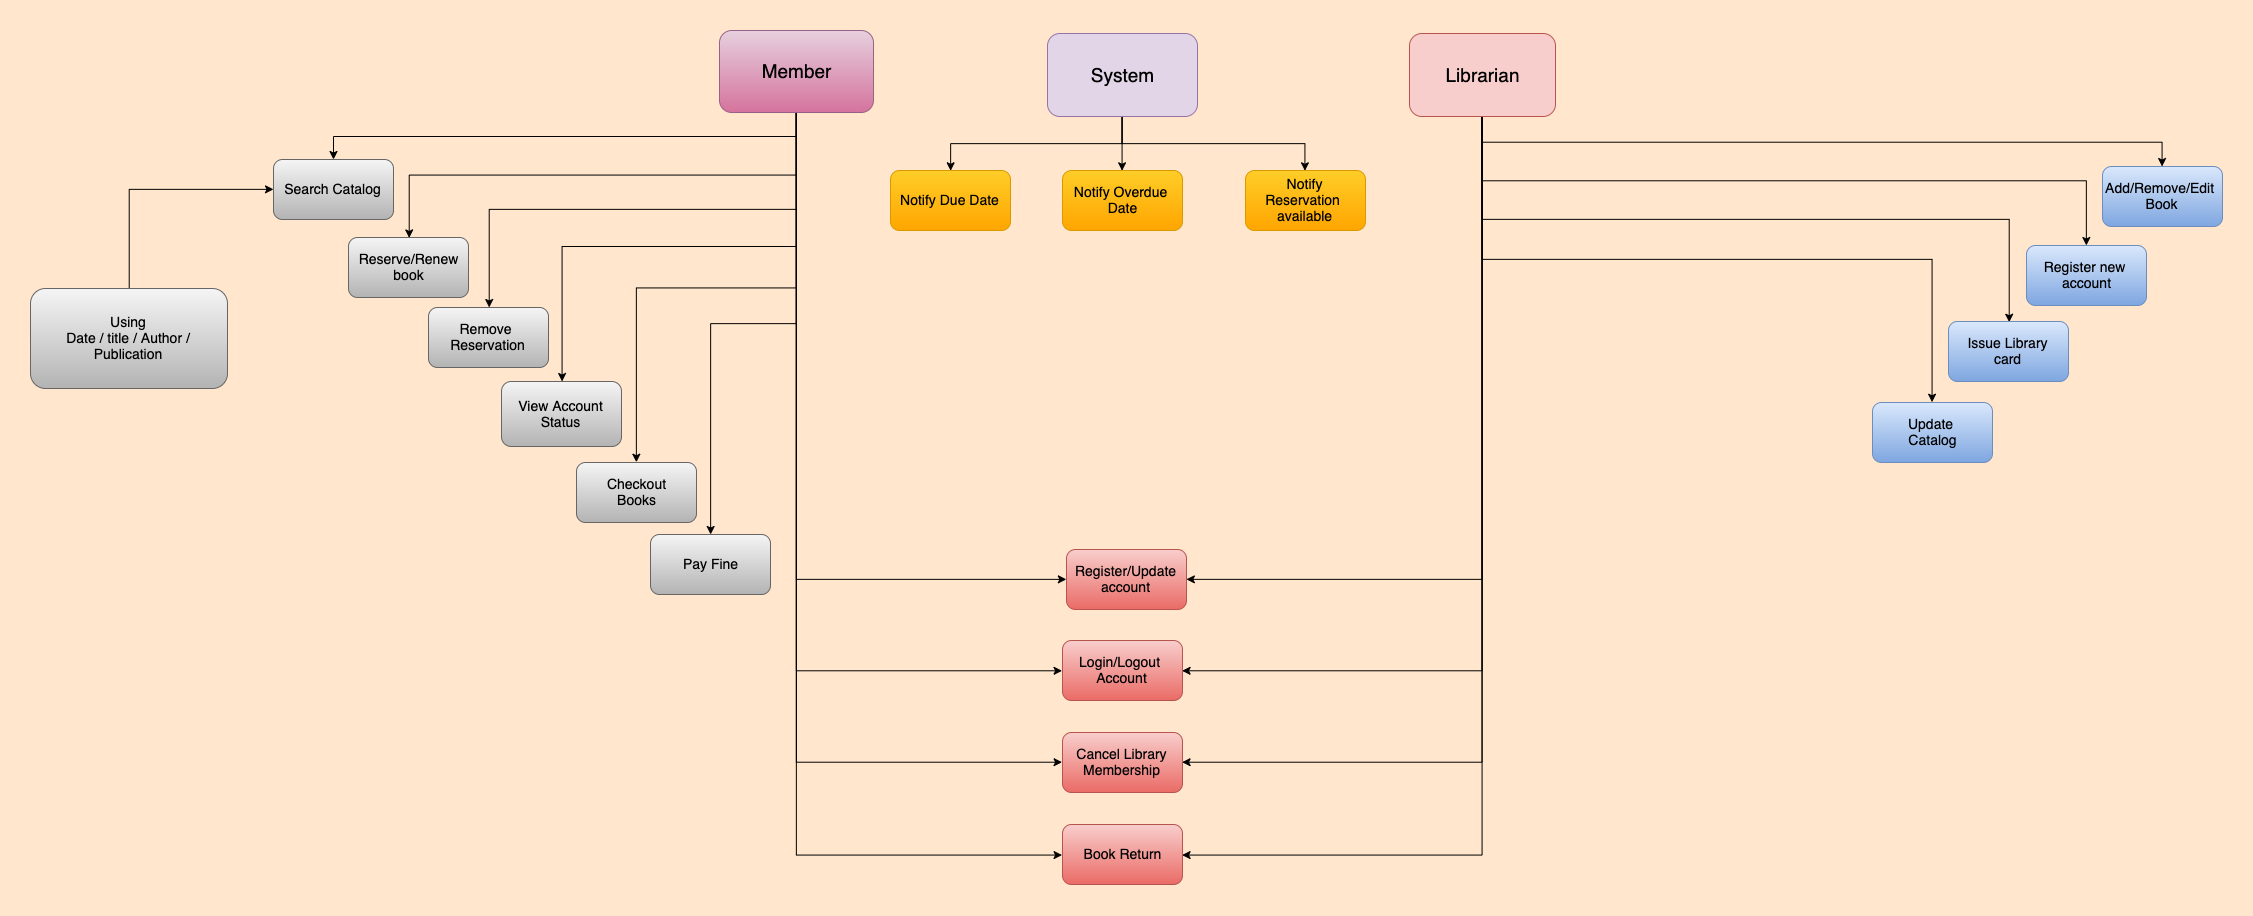 Member
System
Librarian
Search Catalog
Notify Due Date
Notify Overdue
Date
Notify
Reservation
available
Add/Remove/Edit
Book
Reserve/Renew
book
Register new
account
Using
Date / title / Author /
Publication
Remove
Reservation
Issue Library
card
View Account
Status
Update
Catalog
Checkout
Books
Pay Fine
Register/Update
account
Login/Logout
Account
Cancel Library
Membership
Book Return